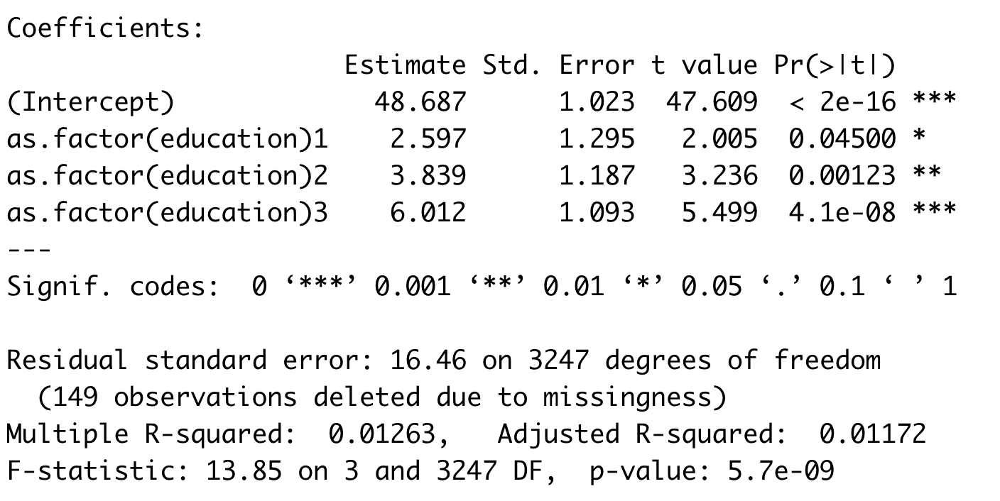 Coefficients:
Estimate Std. Error t value Pr(>|t|)
(Intercept) 48.687 1.023 47.609 < 2e-16 ***
as.factor(education)1 2.597 1.295 2.005 0.04500 *
as.factor(education)2 3.839 1.187 3.236 0.00123 **
as.factor(education)3 6.012 1.093 5.499 4.1e-08 ***
---
Signif. codes: 0 ‘***’ 0.001 ‘**’ 0.01 ‘*’ 0.05 ‘.’ 0.1 ‘ ’ 1
Residual standard error: 16.46 on 3247 degrees of freedom
(149 observations deleted due to missingness)
Multiple R-squared: 0.01263, Adjusted R-squared: 0.01172
F-statistic: 13.85 on 3 and 3247 DF, p-value: 5.7e-09